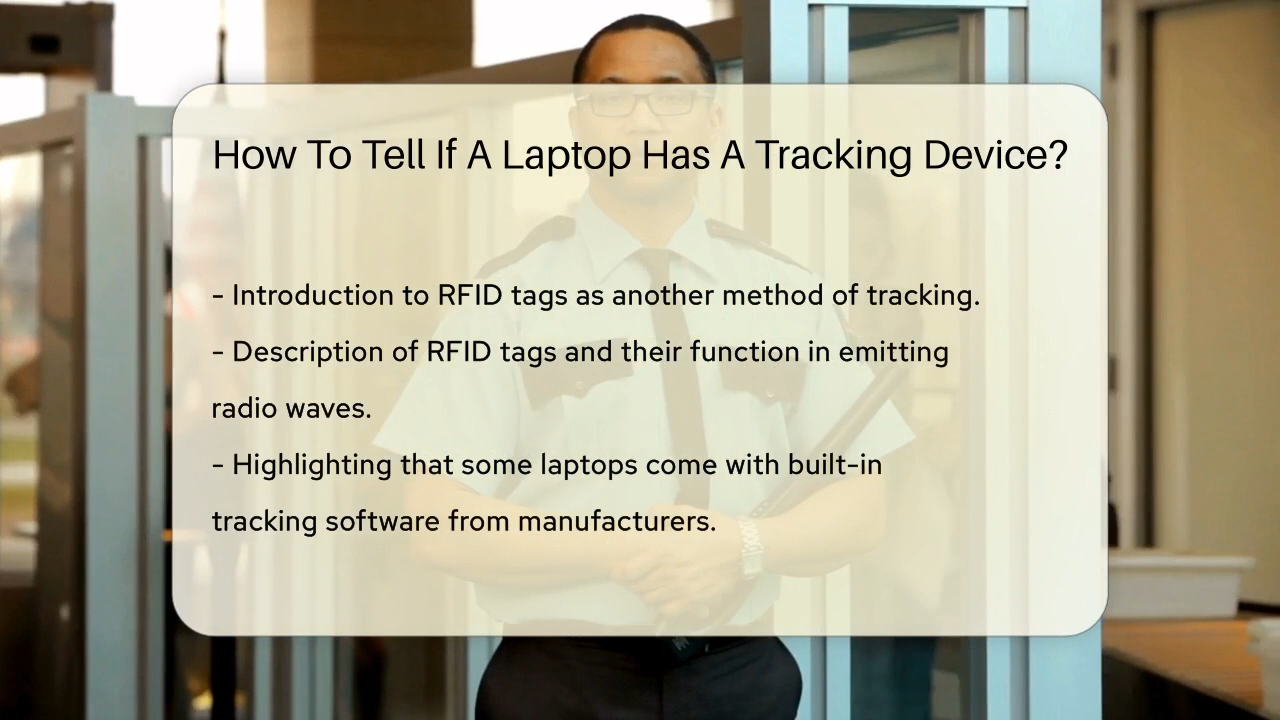 How To Tell If A Laptop Has A Tracking Device?
- Introduction to RFID tags as another method of tracking.
- Description of RFID tags and their function in emitting
radio waves.
- Highlighting that some laptops come with built-in
tracking software from manufacturers.